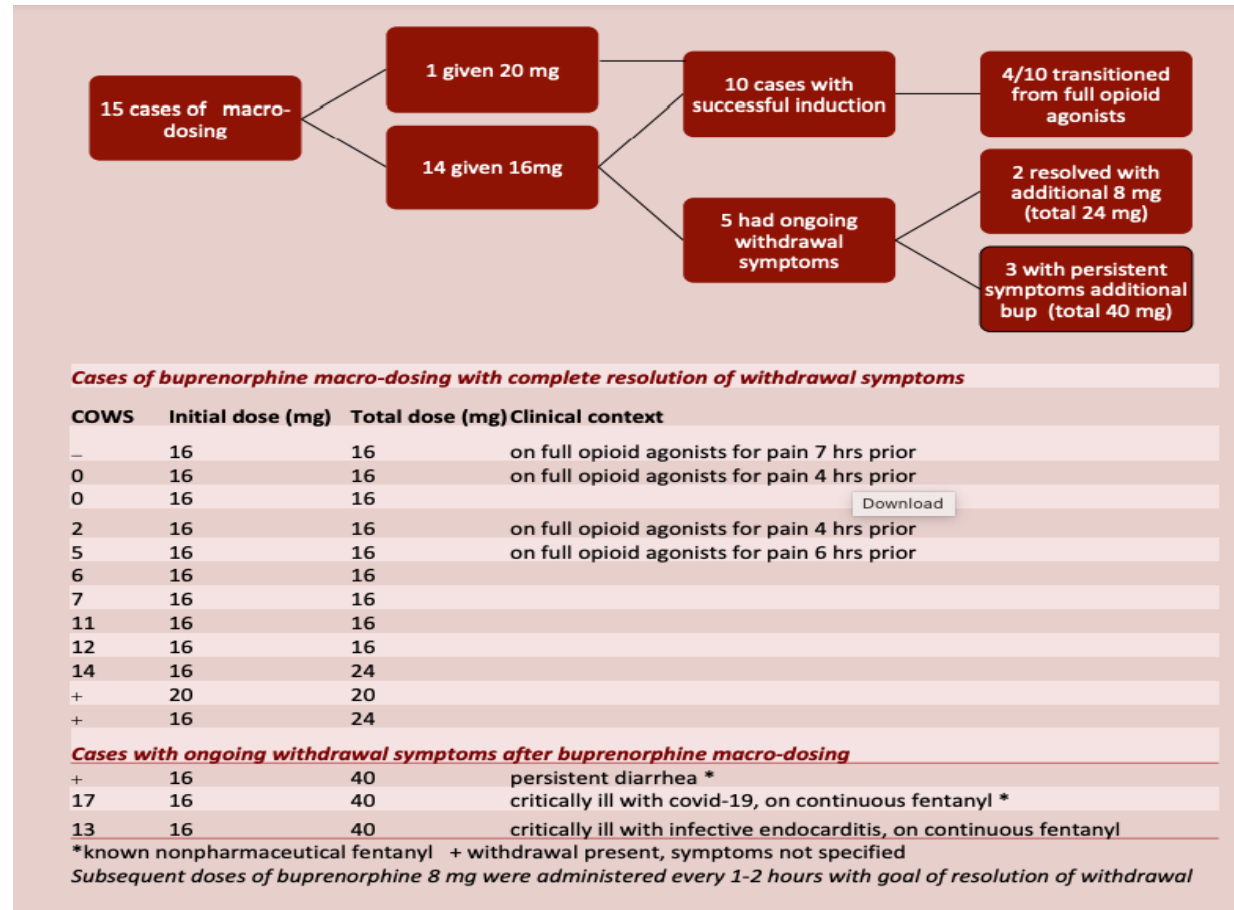 15 cases of macro-
dosing
1 given 20 mg
14 given 16mg
10 cases with
successful induction
5 had ongoing
withdrawal
symptoms
4/10 transitioned
from full opioid
agonists
2 resolved with
additional 8 mg
(total 24 mg)
3 with persistent
symptoms additional
bup (total 40 mg)
Cases of buprenorphine macro-dosing with complete resolution of withdrawal symptoms
COWS Initial dose (mg) Total dose (mg) Clinical context
– 16 16 on full opioid agonists for pain 7 hrs prior
0 16 16 on full opioid agonists for pain 4 hrs prior
0 16 16
Download
2 16 16 on full opioid agonists for pain 4 hrs prior
5 16 16 on full opioid agonists for pain 6 hrs prior
6 16 16
7 16 16
11 16 16
12 16 16
14 16 24
+ 20 20
+ 16 24
Cases with ongoing withdrawal symptoms after buprenorphine macro-dosing
+ 16 40 persistent diarrhea *
17 16 40 critically ill with covid-19, on continuous fentanyl *
13 16 40 critically ill with infective endocarditis, on continuous fentanyl
*known nonpharmaceutical fentanyl + withdrawal present, symptoms not specified
Subsequent doses of buprenorphine 8 mg were administered every 1-2 hours with goal of resolution of withdrawal